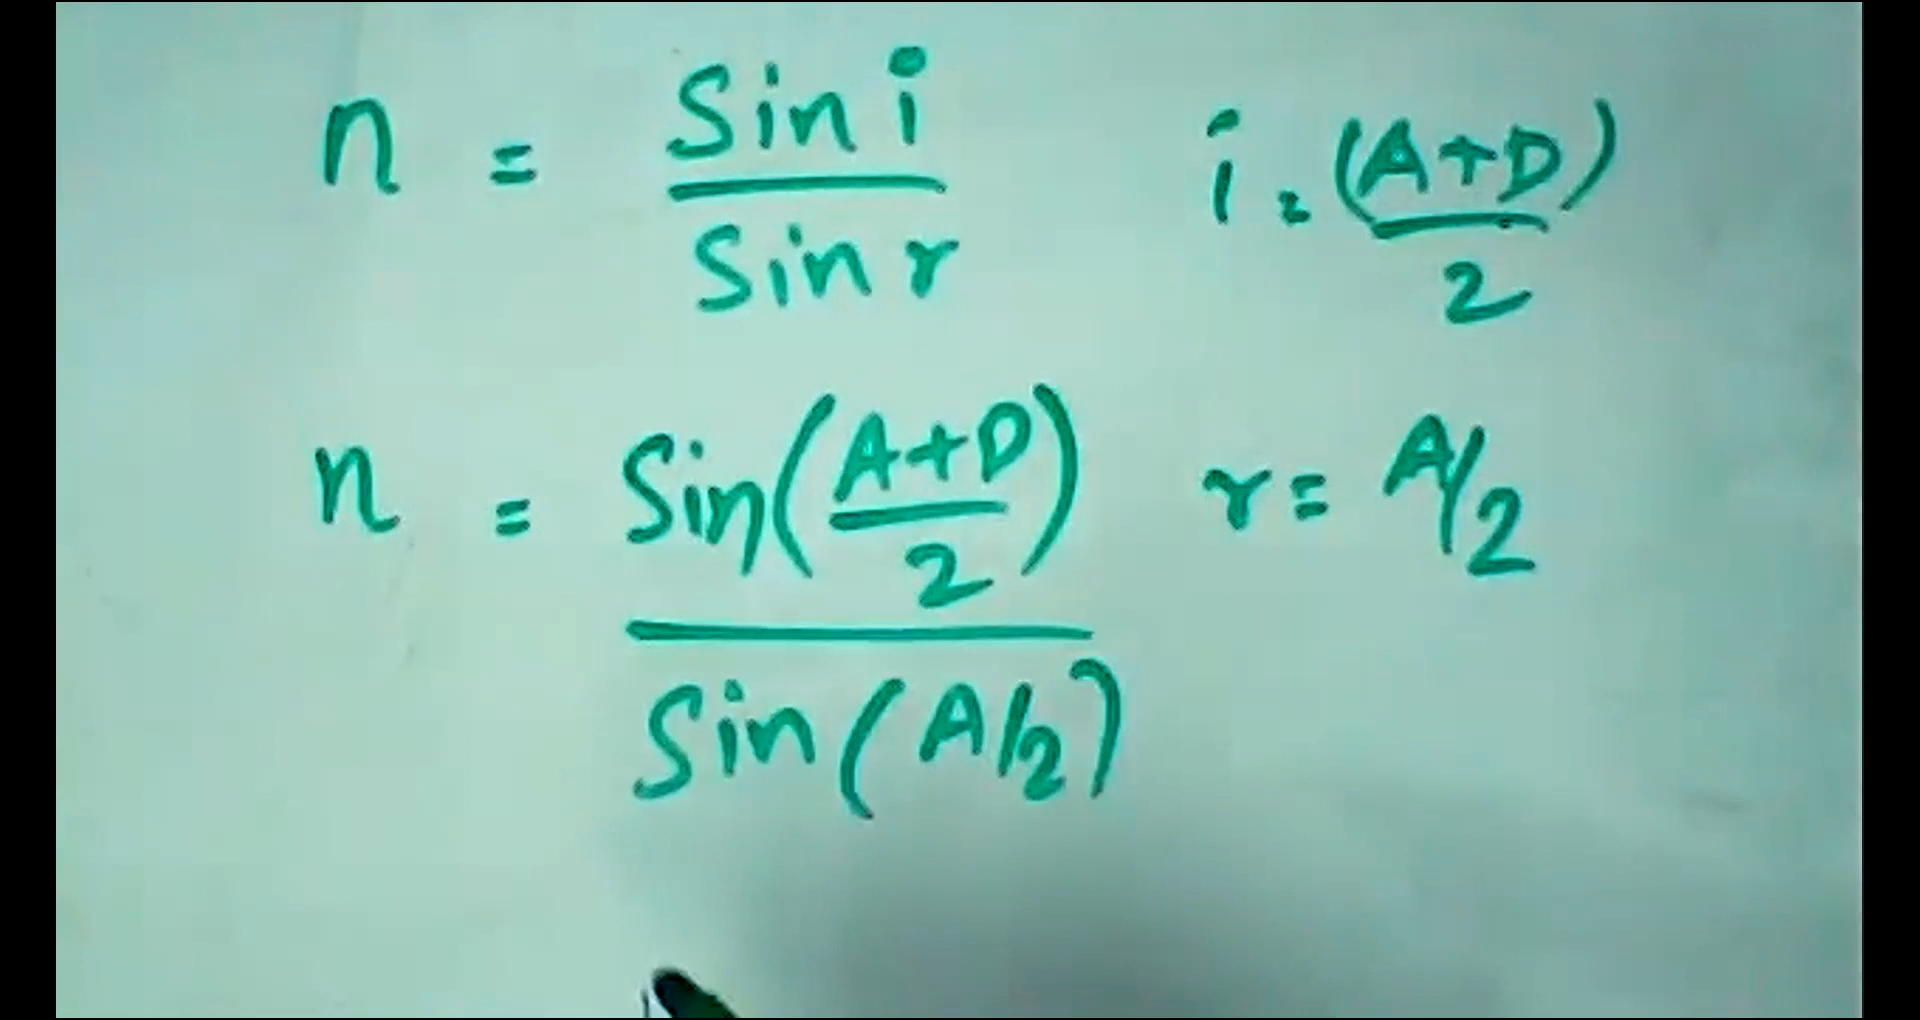 n = Sin i / Sin r
i = (A+D)/2
n = Sin(A+D/2) / Sin(A/2)
r = A/2